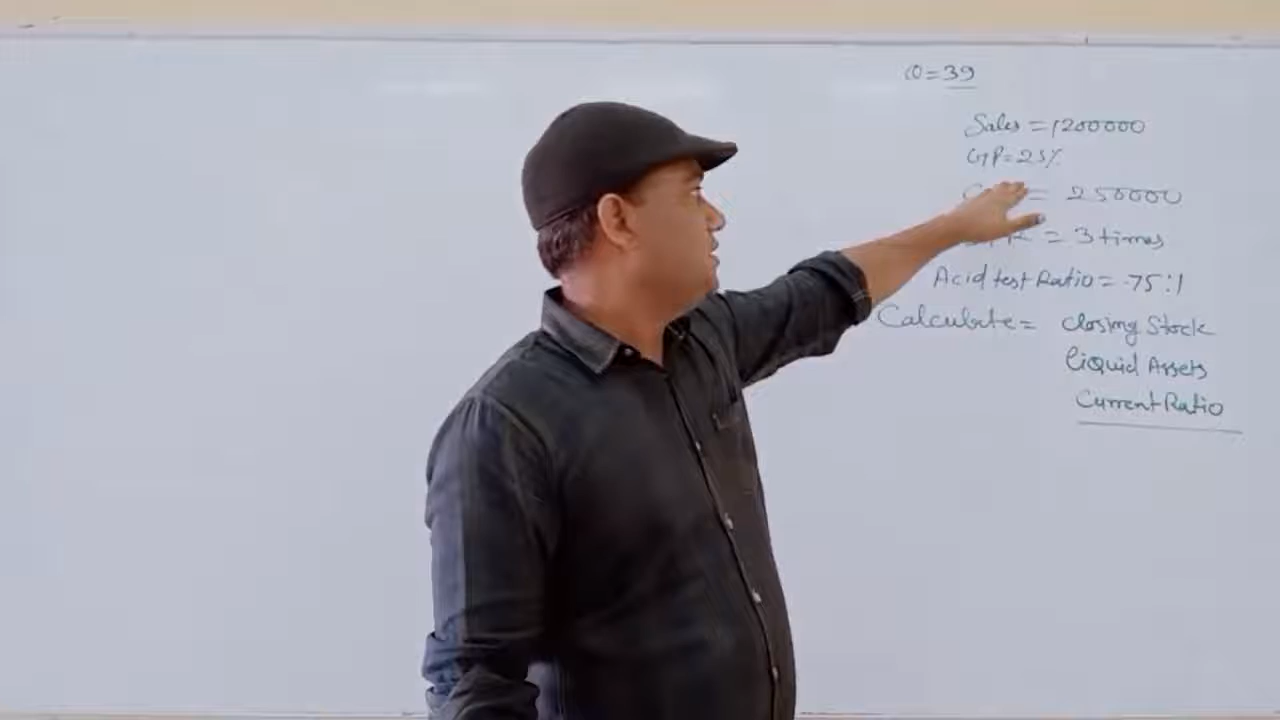 Q=39
Sales = 1200000
GP=25%
= 250000
= 3 times
Acid test Ratio = .75:1
Calculate = Closing Stock
Liquid Assets
Current Ratio